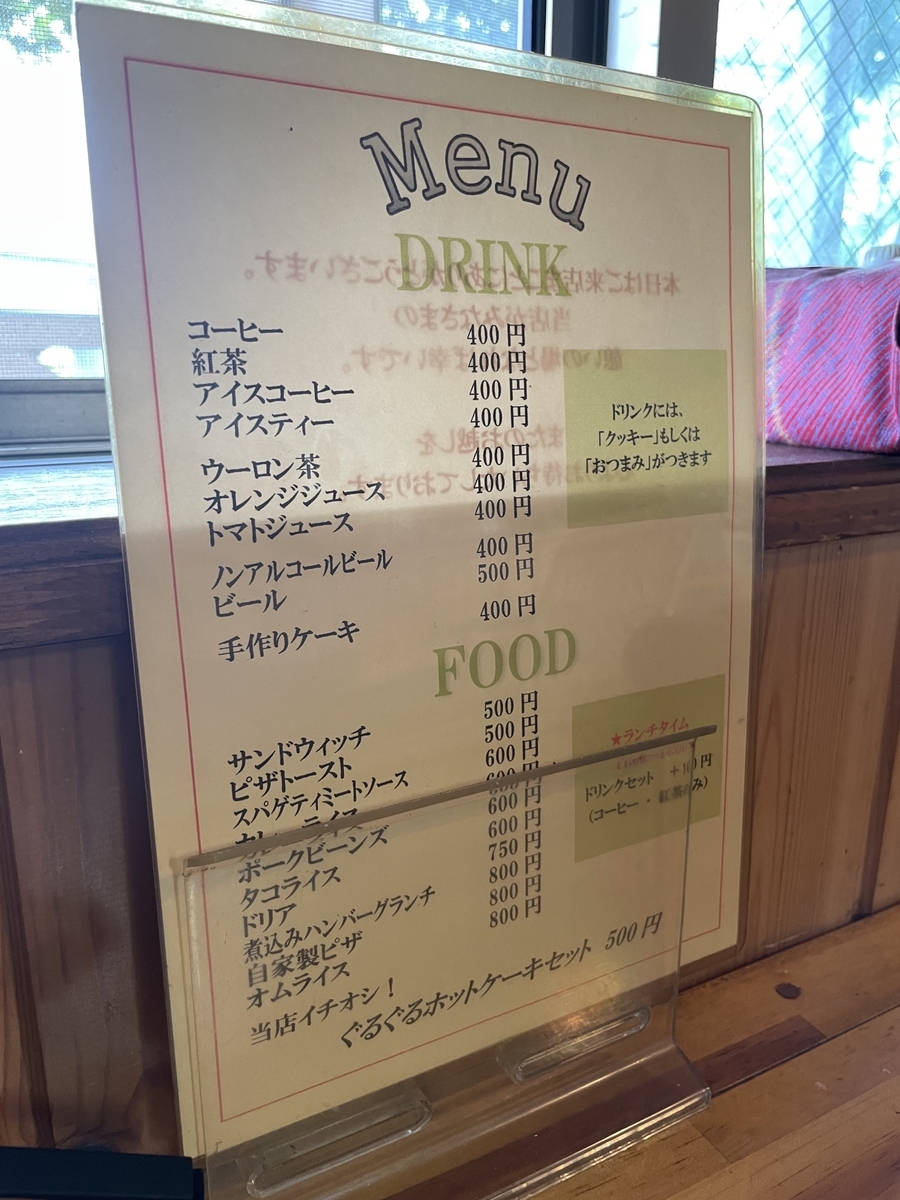 Menu
DRINK
コーヒー 400円
紅茶 400円
アイスコーヒー 400円
アイスティー 400円
ウーロン茶 400円
オレンジジュース 400円
トマトジュース 400円
ノンアルコールビール 400円
ビール 500円
手作りケーキ 400円
ドリンクには、
「クッキー」もしくは
「おつまみ」がつきます
FOOD
サンドウィッチ 500円
ピザトースト 500円
スパゲティミートソース 600円
カレーライス 600円
ポークビーンズ 600円
タコライス 600円
ドリア 750円
煮込みハンバーグランチ 800円
自家製ピザ 800円
オムライス 800円
★ランチタイム
ドリンクセット
(コーヒー・紅茶のみ)
当店イチオシ！
ぐるぐるホットケーキセット 500円